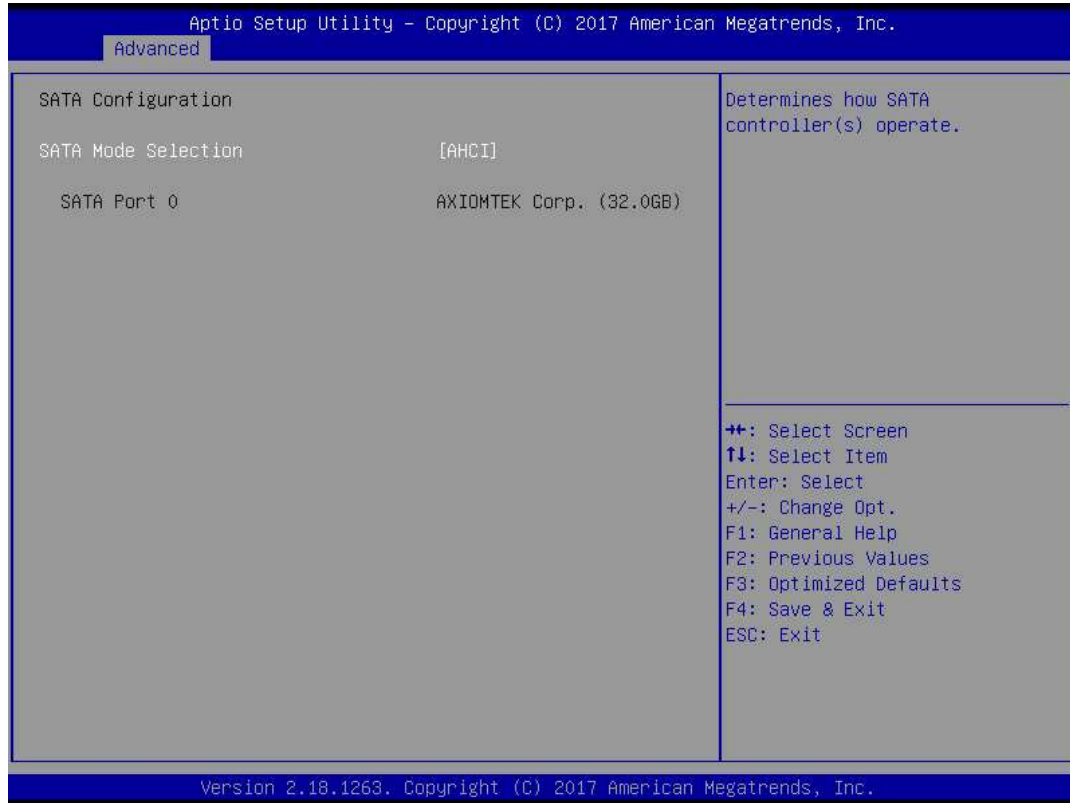 Aptio Setup Utility – Copyright (C) 2017 American Megatrends, Inc.
Advanced
SATA Configuration
SATA Mode Selection [AHCI]
SATA Port 0 AXIOMTEK Corp. (32.0GB)
Determines how SATA
controller(s) operate.
→←: Select Screen
↑↓: Select Item
Enter: Select
+/-: Change Opt.
F1: General Help
F2: Previous Values
F3: Optimized Defaults
F4: Save & Exit
ESC: Exit
Version 2.18.1263. Copyright (C) 2017 American Megatrends, Inc.